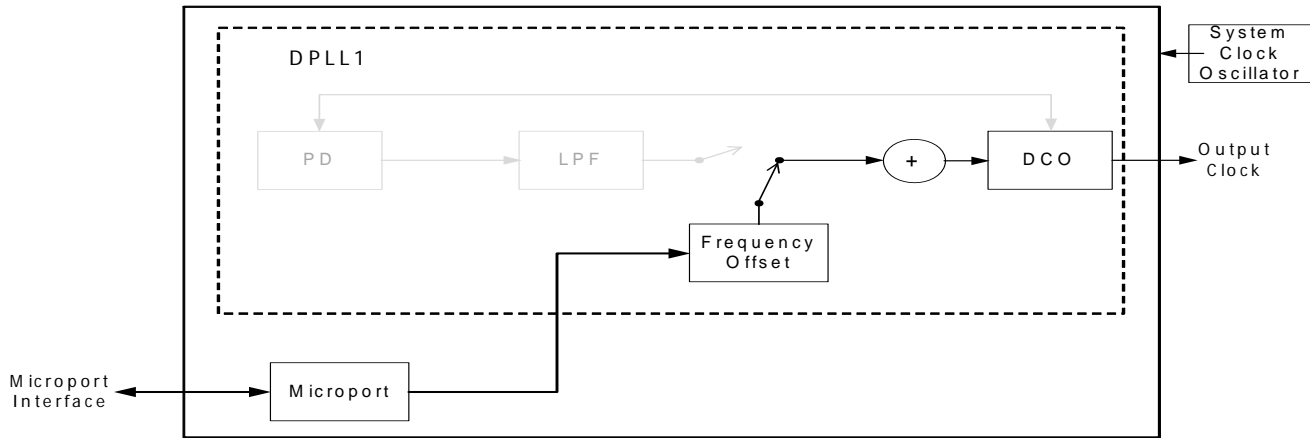 System
Clock
Oscillator
DPLL1
PD
LPF
+
DCO
Output
Clock
Frequency
Offset
Microport
Interface
Microport